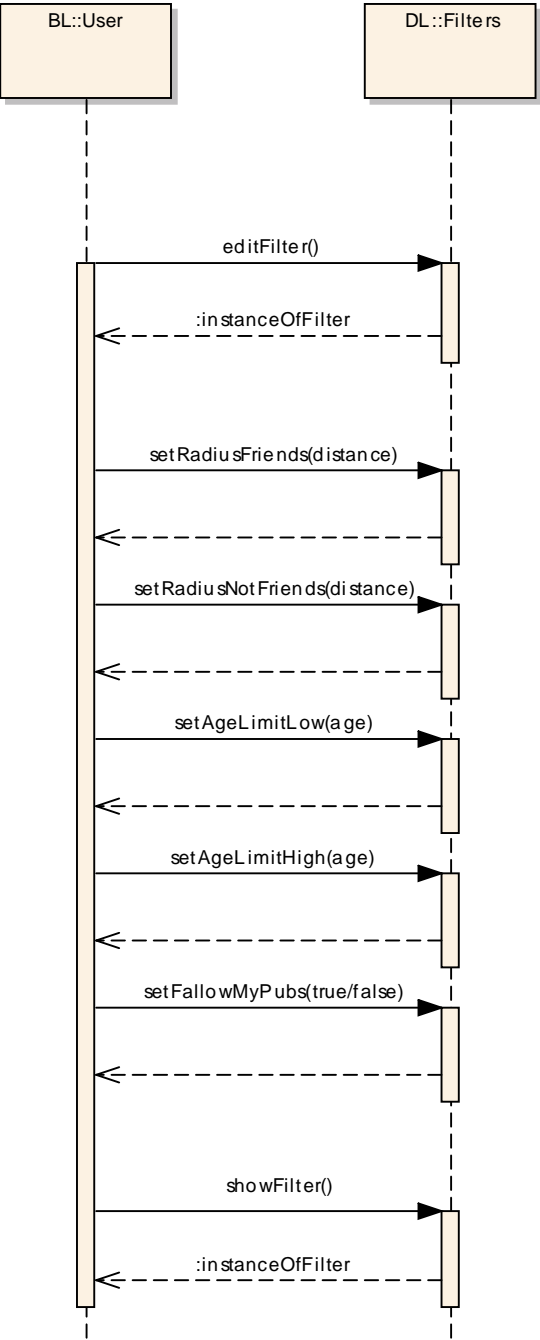 BL::User
DL::Filters
editFilter()
:instanceOfFilter
setRadiusFriends(distance)
setRadiusNotFriends(distance)
setAgeLimitLow(age)
setAgeLimitHigh(age)
setFallowMyPubs(true/false)
showFilter()
:instanceOfFilter